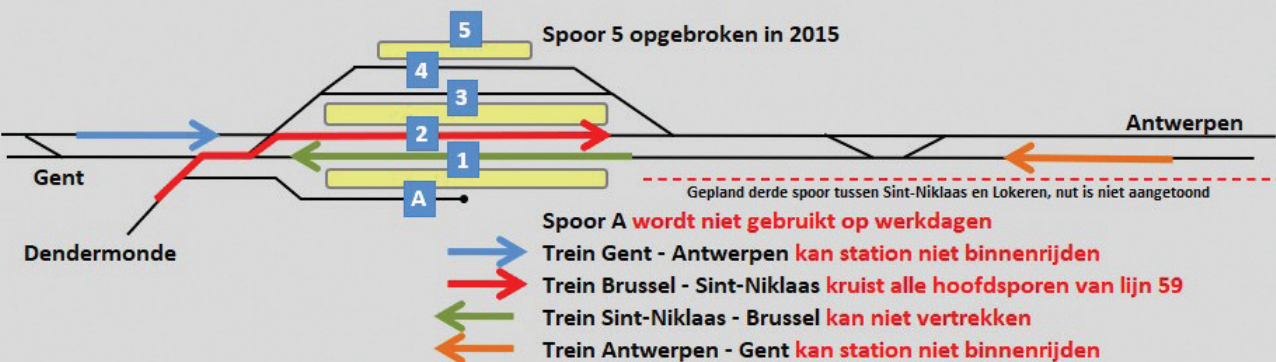 5
Spoor 5 opgebroken in 2015
4
3
2
Antwerpen
1
Gent
Gepland derde spoor tussen Sint-Niklaas en Lokeren, nut is niet aangetoond
A
Spoor A wordt niet gebruikt op werkdagen
Dendermonde
Trein Gent - Antwerpen kan station niet binnenrijden
Trein Brussel - Sint-Niklaas kruist alle hoofdsporen van lijn 59
Trein Sint-Niklaas - Brussel kan niet vertrekken
Trein Antwerpen - Gent kan station niet binnenrijden